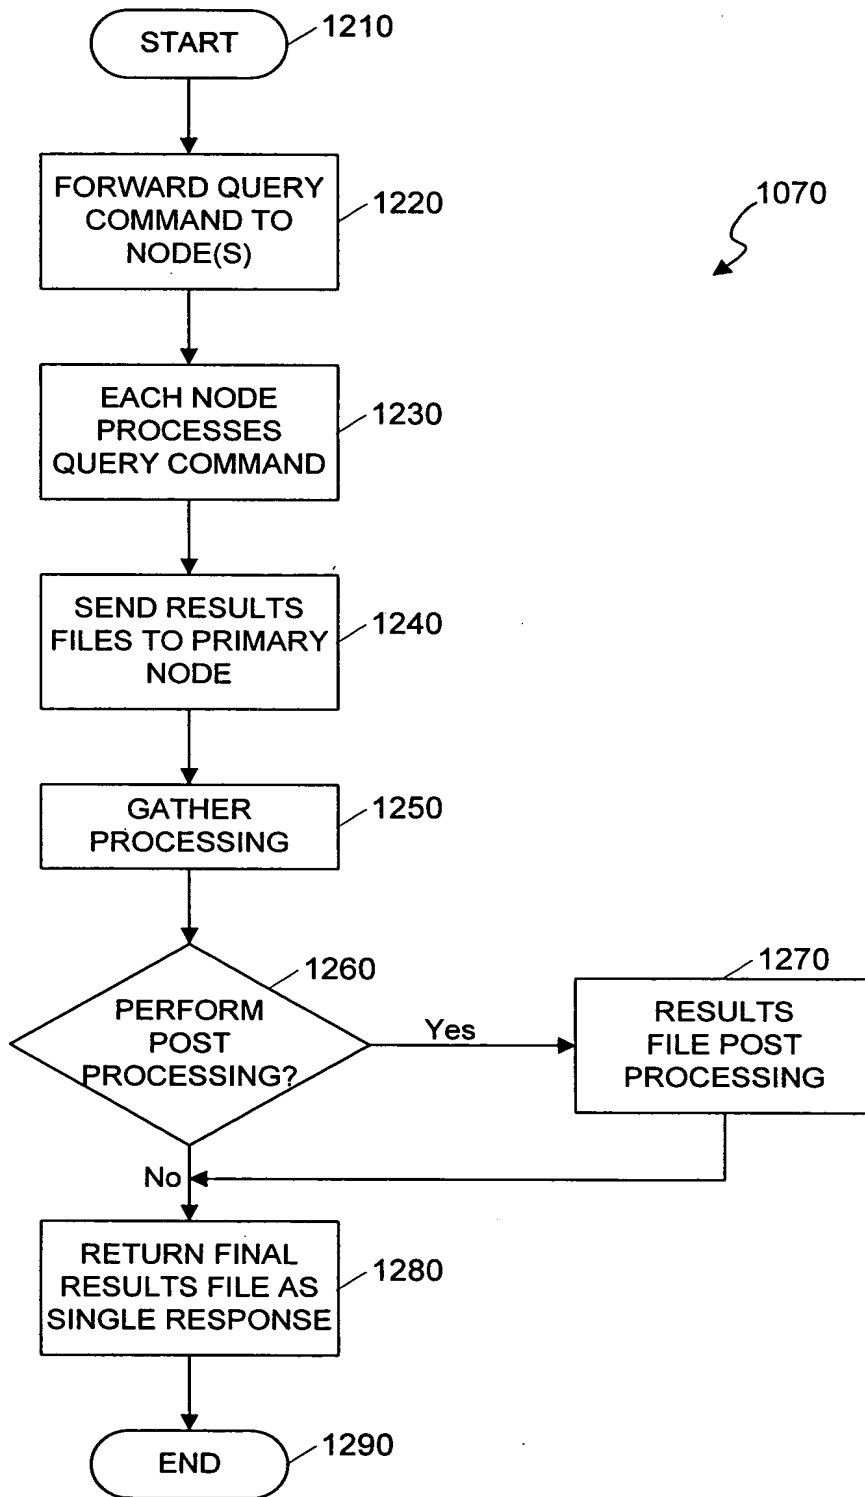 START
1210
FORWARD QUERY
COMMAND TO
NODE(S)
1220
1070
EACH NODE
PROCESSES
QUERY COMMAND
1230
SEND RESULTS
FILES TO PRIMARY
NODE
1240
GATHER
PROCESSING
1250
PERFORM
POST
PROCESSING?
1260
Yes
RESULTS
FILE POST
PROCESSING
1270
No
RETURN FINAL
RESULTS FILE AS
SINGLE RESPONSE
1280
END
1290